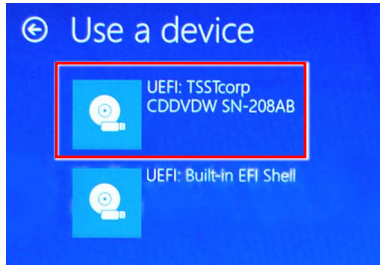 Use a device
UEFI: TSSTcorp
CDDVDW SN-208AB
UEFI: Built-in EFI Shell